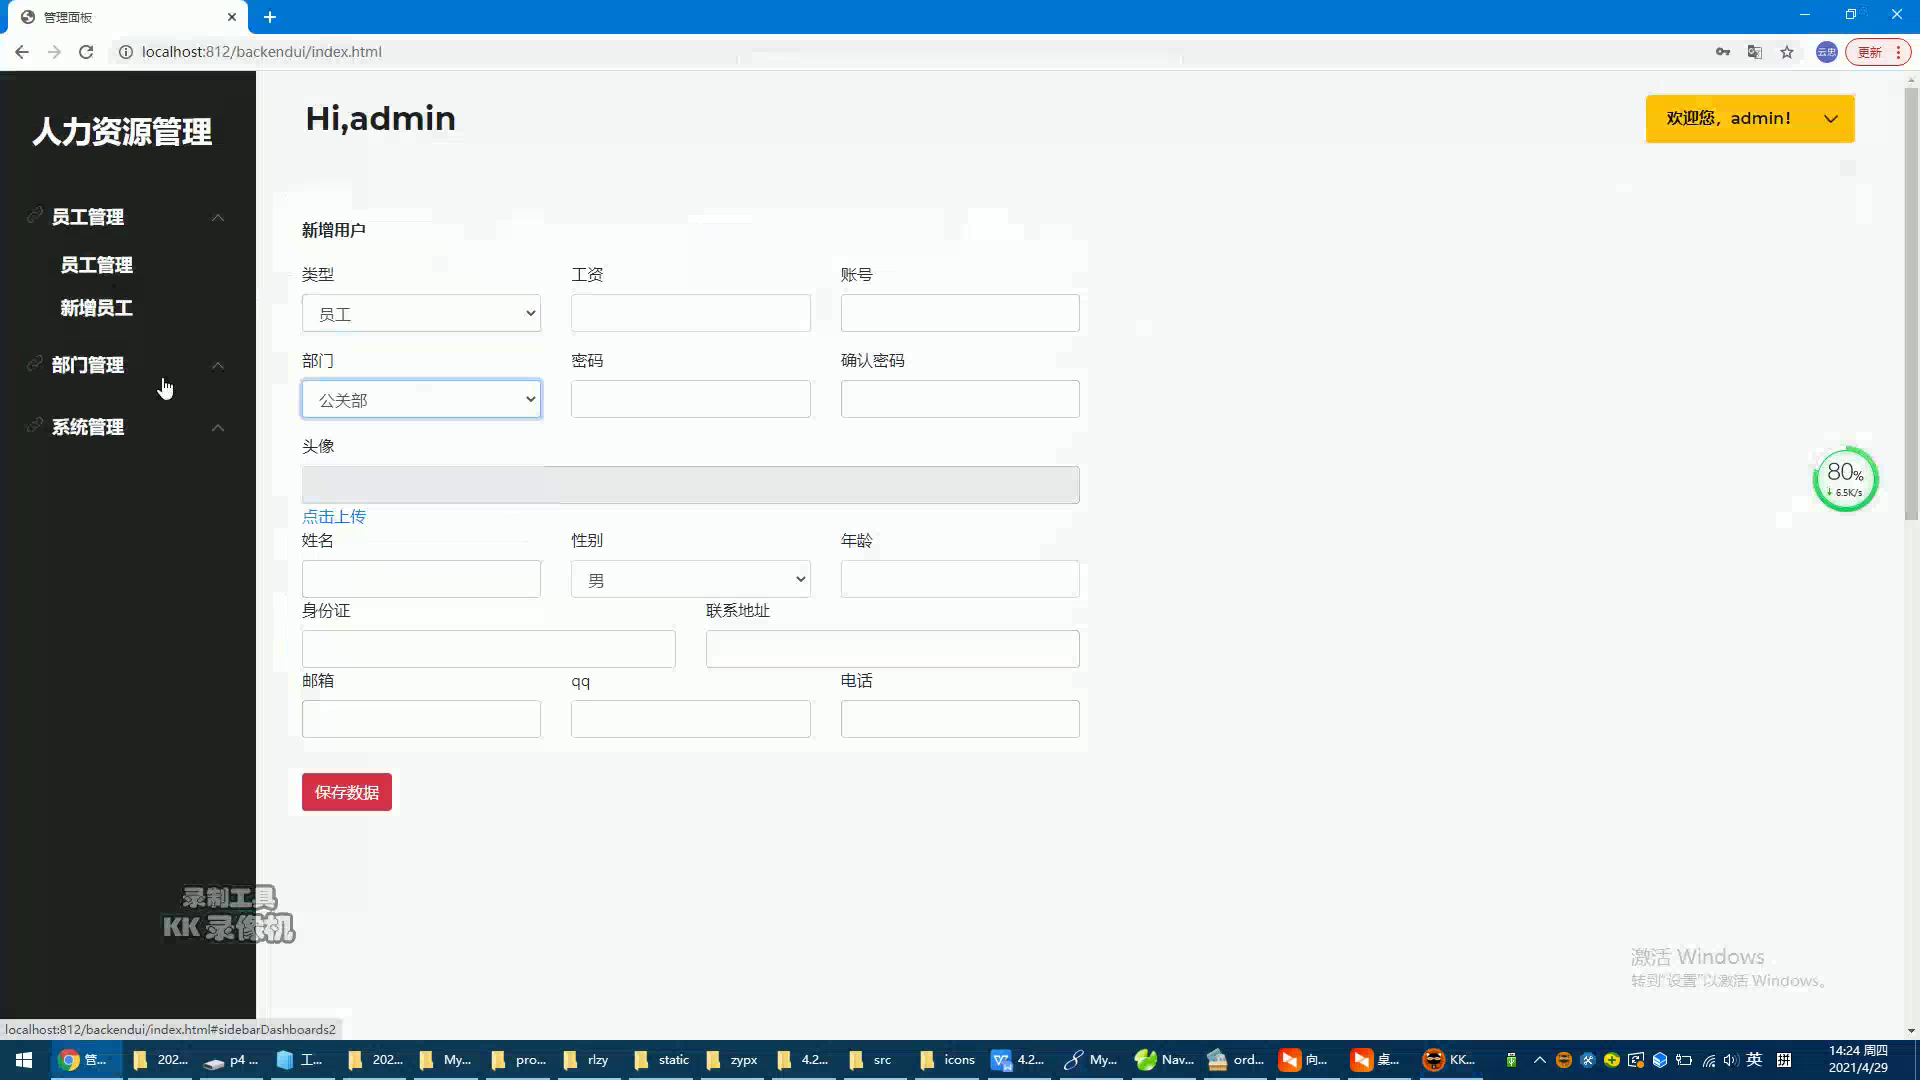 管理面板
localhost:812/backendui/index.html
云忠
更新
人力资源管理
员工管理
员工管理
新增员工
部门管理
系统管理
Hi,admin
欢迎您，admin!
新增用户
类型
工资
账号
员工
部门
密码
确认密码
公关部
头像
点击上传
姓名
性别
年龄
男
身份证
联系地址
邮箱
qq
电话
保存数据
80%
6.5K/s
录制工具
KK 录像机
激活 Windows
转到"设置"以激活 Windows。
localhost:812/backendui/index.html#sidebarDashboards2
管...
202...
p4 ...
工...
202...
My...
pro...
rlzy
static
zypx
4.2...
src
icons
4.2...
My...
Nav...
ord...
向...
桌...
KK...
英
14:24 周四
2021/4/29